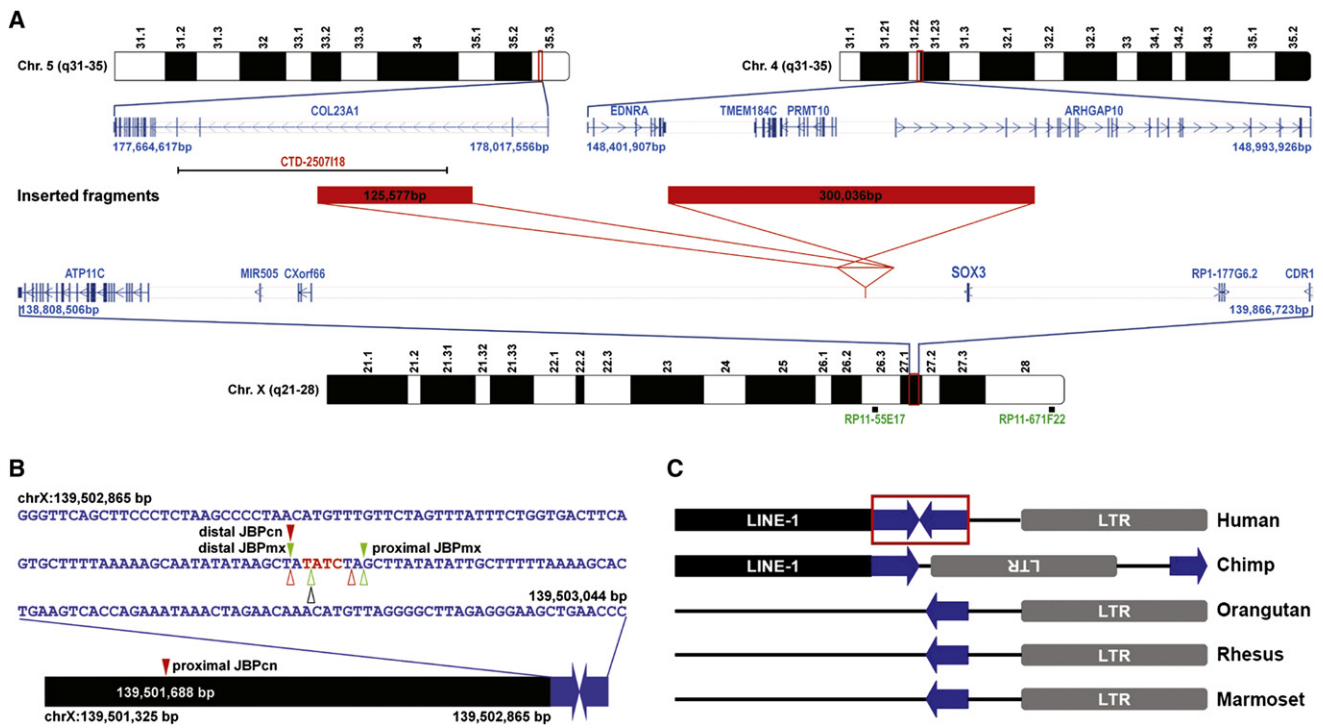 A
31.1 31.2 31.3 32 33.1 33.2 33.3 34 35.1 35.2 35.3
Chr. 5 (q31-35)
31.1 31.21 31.22 31.23 31.3 32.1 32.2 32.3 33 34.1 34.2 34.3 35.1 35.2
Chr. 4 (q31-35)
COL23A1
177,664,617bp 178,017,556bp
EDNRA TMEM184C PRMT10 ARHGAP10
148,401,907bp 148,993,926bp
CTD-2507I18
Inserted fragments
125,577bp 300,036bp
ATP11C MIR505 CXorf66 SOX3 RP1-177G6.2 CDR1
138,808,506bp 139,866,723bp
21.1 21.2 21.31 21.32 21.33 22.1 22.2 22.3 23 24 25 26.1 26.2 26.3 27.1 27.2 27.3 28
Chr. X (q21-28)
RP11-55E17 RP11-671F22
B
chrX:139,502,865 bp
GGGTTCAGCTTCCCTCTAAGCCCCTAACATGTTTGTTCTAGTTTATTTCTGGTGACTTCA
distal JBPcn
distal JBPmx proximal JBPmx
GTGCTTTTAAAAAGCAATATATAAGCTATATCTAGCTTATATATTGCTTTTTAAAAGCAC
139,503,044 bp
TGAAGTCACCAGAAATAAACTAGAACAAACATGTTAGGGGCTTAGAGGGAAGCTGAACCC
proximal JBPcn
139,501,688 bp
chrX:139,501,325 bp 139,502,865 bp
C
LINE-1 LTR Human
LINE-1 LTR Chimp
LTR Orangutan
LTR Rhesus
LTR Marmoset